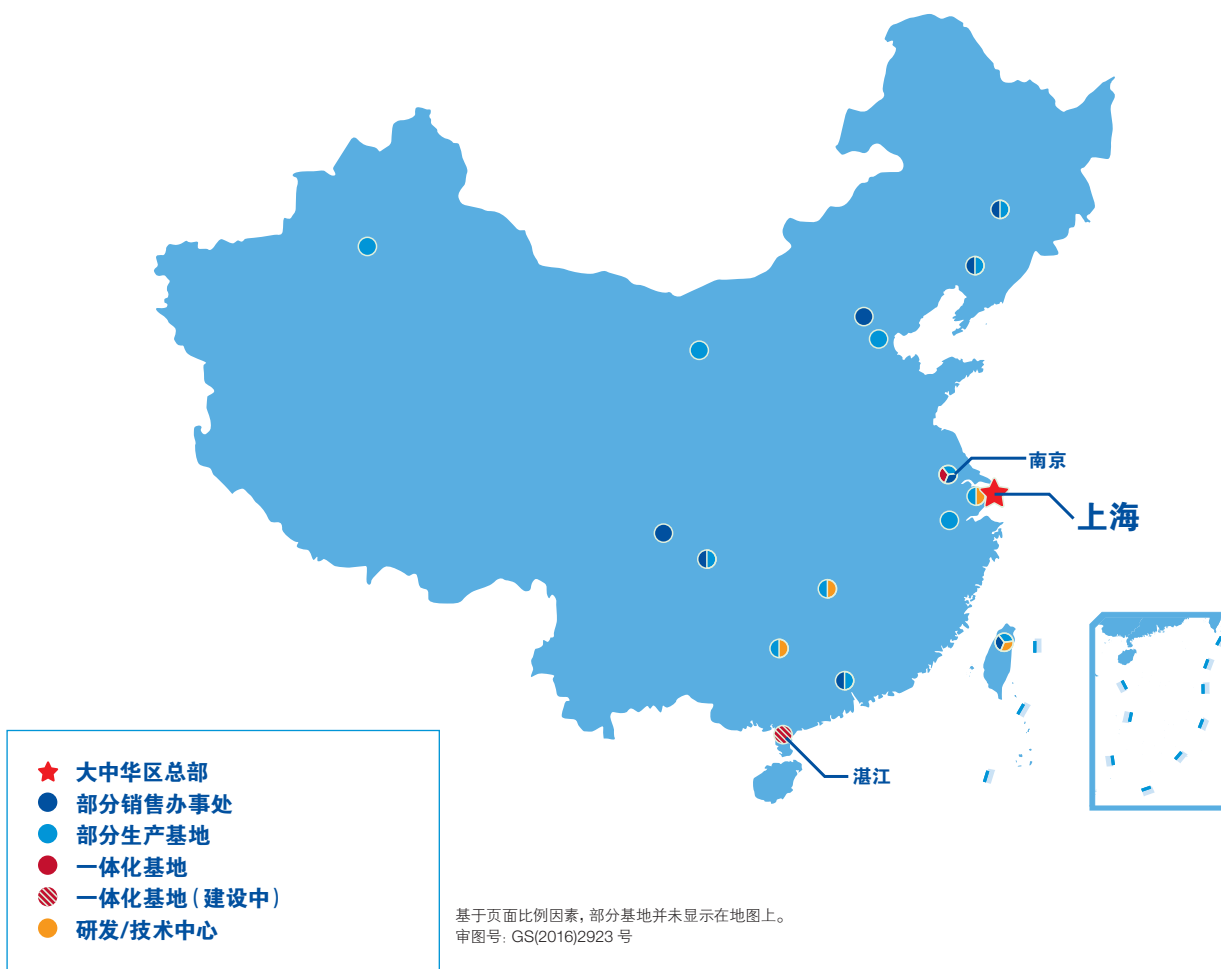 南京
上海
湛江
大中华区总部
部分销售办事处
部分生产基地
一体化基地
一体化基地(建设中)
研发/技术中心
基于页面比例因素, 部分基地并未显示在地图上。
审图号: GS(2016)2923 号